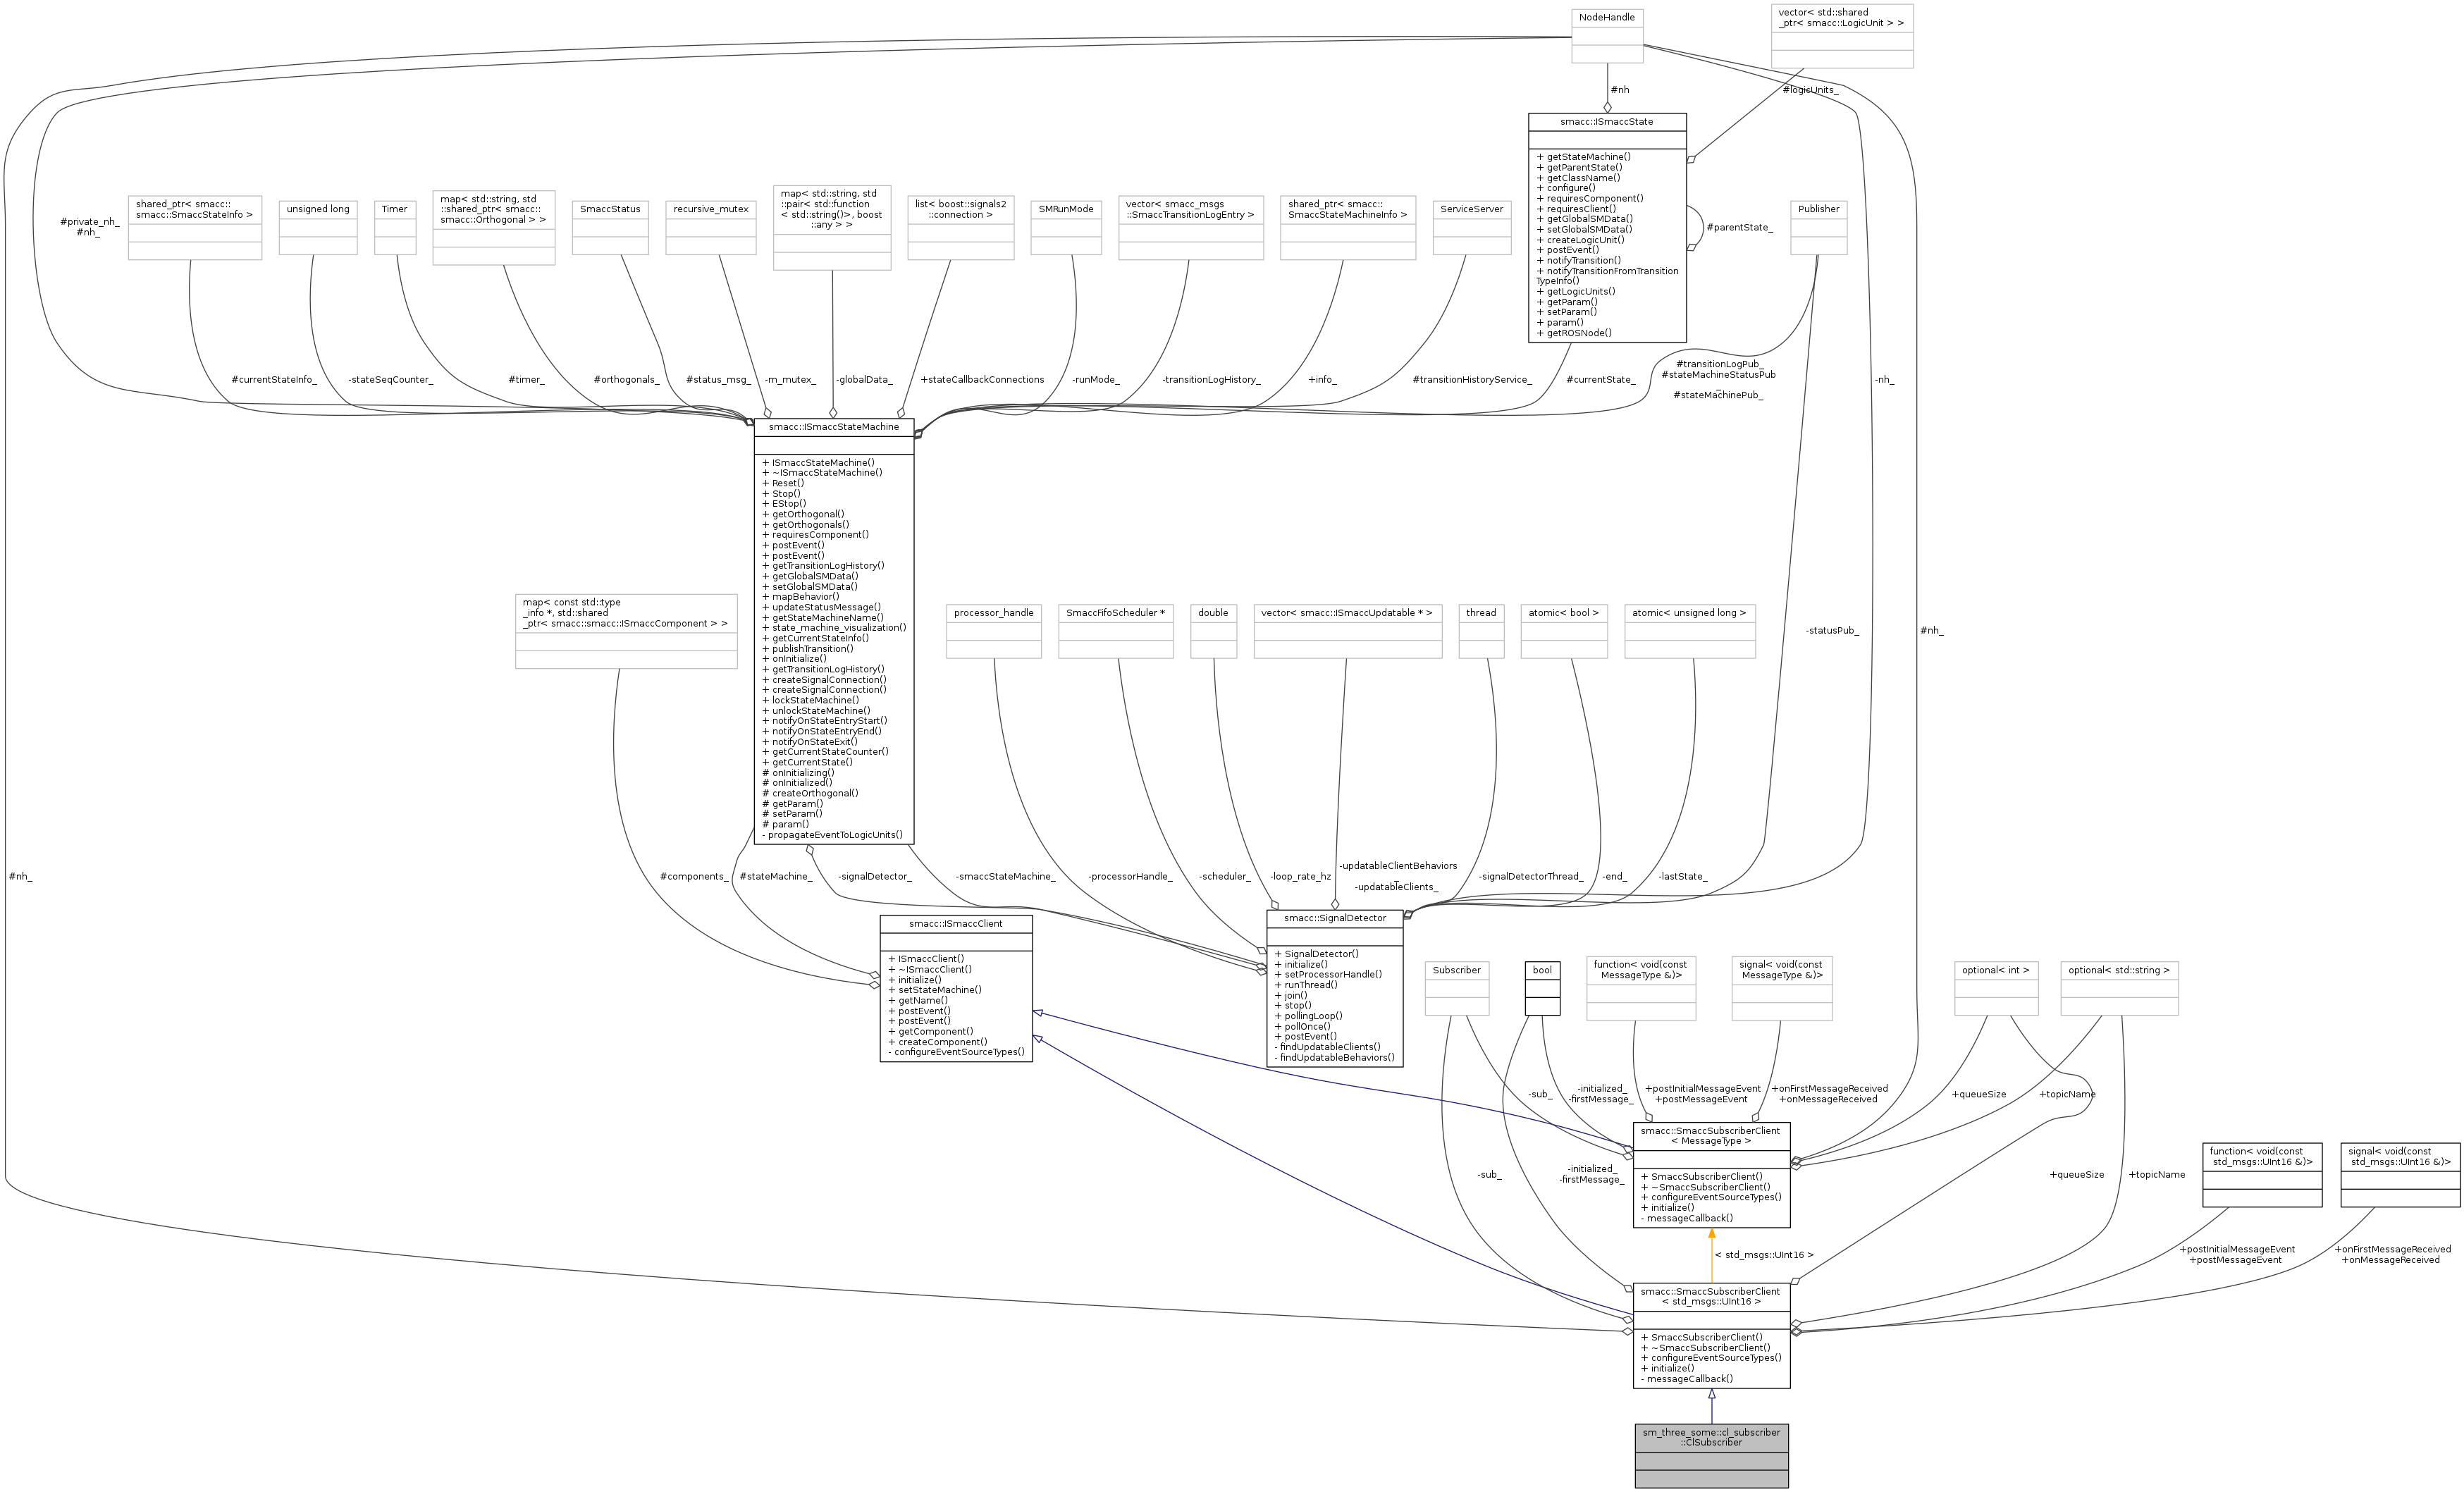 NodeHandle
vector< std::shared
_ptr< smacc::LogicUnit > >
#nh
#logicUnits_
smacc::ISmaccState
+ getStateMachine()
+ getParentState()
+ getClassName()
+ configure()
+ requiresComponent()
+ requiresClient()
+ getGlobalSMData()
+ setGlobalSMData()
+ createLogicUnit()
+ postEvent()
+ notifyTransition()
+ notifyTransitionFromTransition
TypeInfo()
+ getLogicUnits()
+ getParam()
+ setParam()
+ param()
+ getROSNode()
#parentState_
#private_nh_
#nh_
shared_ptr< smacc::
smacc::SmaccStateInfo >
unsigned long
Timer
map< std::string, std
::shared_ptr< smacc::
smacc::Orthogonal > >
SmaccStatus
recursive_mutex
map< std::string, std
::pair< std::function
< std::string()>, boost
::any > >
list< boost::signals2
::connection >
SMRunMode
vector< smacc_msgs
::SmaccTransitionLogEntry >
shared_ptr< smacc::
SmaccStateMachineInfo >
ServiceServer
Publisher
#currentStateInfo_
-stateSeqCounter_
#timer_
#orthogonals_
#status_msg_
-m_mutex_
-globalData_
+stateCallbackConnections
-runMode_
-transitionLogHistory_
+info_
#transitionHistoryService_
#currentState_
#transitionLogPub_
#stateMachineStatusPub
_
#stateMachinePub_
-nh_
smacc::ISmaccStateMachine
+ ISmaccStateMachine()
+ ~ISmaccStateMachine()
+ Reset()
+ Stop()
+ EStop()
+ getOrthogonal()
+ getOrthogonals()
+ requiresComponent()
+ postEvent()
+ postEvent()
+ getTransitionLogHistory()
+ getGlobalSMData()
+ setGlobalSMData()
+ mapBehavior()
+ updateStatusMessage()
+ getStateMachineName()
+ state_machine_visualization()
+ getCurrentStateInfo()
+ publishTransition()
+ onInitialize()
+ getTransitionLogHistory()
+ createSignalConnection()
+ createSignalConnection()
+ lockStateMachine()
+ unlockStateMachine()
+ notifyOnStateEntryStart()
+ notifyOnStateEntryEnd()
+ notifyOnStateExit()
+ getCurrentStateCounter()
+ getCurrentState()
# onInitializing()
# onInitialized()
# createOrthogonal()
# getParam()
# setParam()
# param()
- propagateEventToLogicUnits()
map< const std::type
_info *, std::shared
_ptr< smacc::smacc::ISmaccComponent > >
processor_handle
SmaccFifoScheduler *
double
vector< smacc::ISmaccUpdatable * >
thread
atomic< bool >
atomic< unsigned long >
-statusPub_
#nh_
#nh_
#components_
#stateMachine_
-signalDetector_
-smaccStateMachine_
-processorHandle_
-scheduler_
-loop_rate_hz
-updatableClientBehaviors
_
-updatableClients_
-signalDetectorThread_
-end_
-lastState_
smacc::ISmaccClient
+ ISmaccClient()
+ ~ISmaccClient()
+ initialize()
+ setStateMachine()
+ getName()
+ postEvent()
+ postEvent()
+ getComponent()
+ createComponent()
- configureEventSourceTypes()
smacc::SignalDetector
+ SignalDetector()
+ initialize()
+ setProcessorHandle()
+ runThread()
+ join()
+ stop()
+ pollingLoop()
+ pollOnce()
+ postEvent()
- findUpdatableClients()
- findUpdatableBehaviors()
Subscriber
bool
function< void(const
MessageType &)>
signal< void(const
MessageType &)>
optional< int >
optional< std::string >
-sub_
-initialized_
-firstMessage_
+postInitialMessageEvent
+postMessageEvent
+onFirstMessageReceived
+onMessageReceived
+queueSize
+topicName
smacc::SmaccSubscriberClient
< MessageType >
+ SmaccSubscriberClient()
+ ~SmaccSubscriberClient()
+ configureEventSourceTypes()
+ initialize()
- messageCallback()
function< void(const
std_msgs::UInt16 &)>
signal< void(const
std_msgs::UInt16 &)>
-sub_
-initialized_
-firstMessage_
+queueSize
+topicName
< std_msgs::UInt16 >
+postInitialMessageEvent
+postMessageEvent
+onFirstMessageReceived
+onMessageReceived
smacc::SmaccSubscriberClient
< std_msgs::UInt16 >
+ SmaccSubscriberClient()
+ ~SmaccSubscriberClient()
+ configureEventSourceTypes()
+ initialize()
- messageCallback()
sm_three_some::cl_subscriber
::ClSubscriber